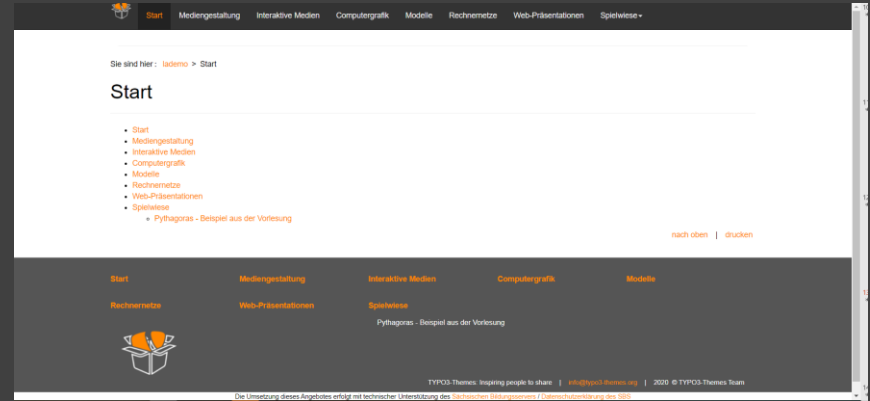 Start Mediengestaltung Interaktive Medien Computergrafik Modelle Rechnernetze Web-Präsentationen Spielwiese
Sie sind hier : lademo > Start
Start
Start
Mediengestaltung
Interaktive Medien
Computergrafik
Modelle
Rechnernetze
Web-Präsentationen
Spielwiese
Pythagoras - Beispiel aus der Vorlesung
nach oben | drucken
Start Mediengestaltung Interaktive Medien Computergrafik Modelle
Rechnernetze Web-Präsentationen Spielwiese
Pythagoras - Beispiel aus der Vorlesung
TYPO3-Themes. Inspiring people to share | info@typo3-themes.org | 2020 © TYPO3-Themes Team
Die Umsetzung dieses Angebotes erfolgt mit technischer Unterstützung des Sächsischen Bildungsservers / Datenschutzerklärung des SBS